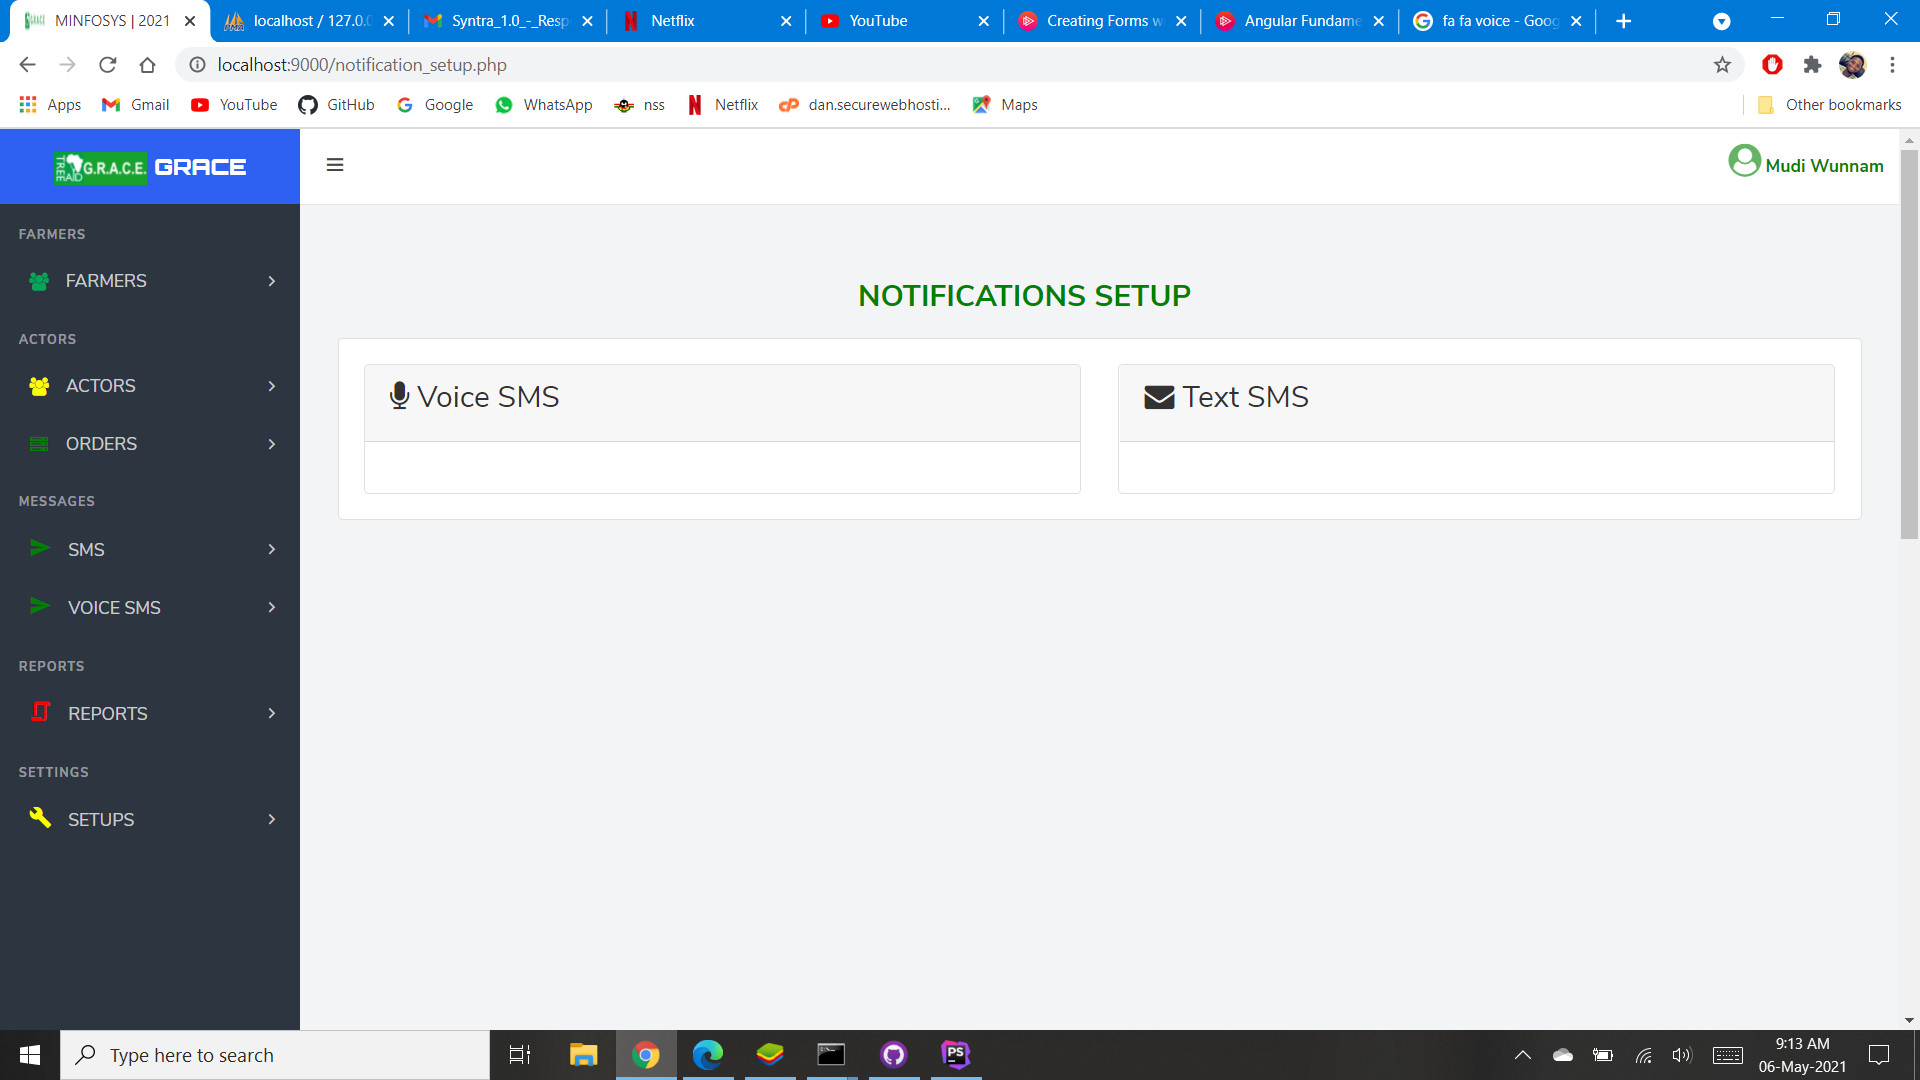 MINFOSYS | 2021
localhost / 127.0.0
Syntra_1.0_-_Resp
Netflix
YouTube
Creating Forms w
Angular Fundame
fa fa voice - Goog
localhost:9000/notification_setup.php
Apps
Gmail
YouTube
GitHub
Google
WhatsApp
nss
Netflix
dan.securewebhosti...
Maps
Other bookmarks
TREE AID G.R.A.C.E. GRACE
Mudi Wunnam
FARMERS
FARMERS
ACTORS
ACTORS
ORDERS
MESSAGES
SMS
VOICE SMS
REPORTS
REPORTS
SETTINGS
SETUPS
NOTIFICATIONS SETUP
Voice SMS
Text SMS
Type here to search
PS
9:13 AM
06-May-2021